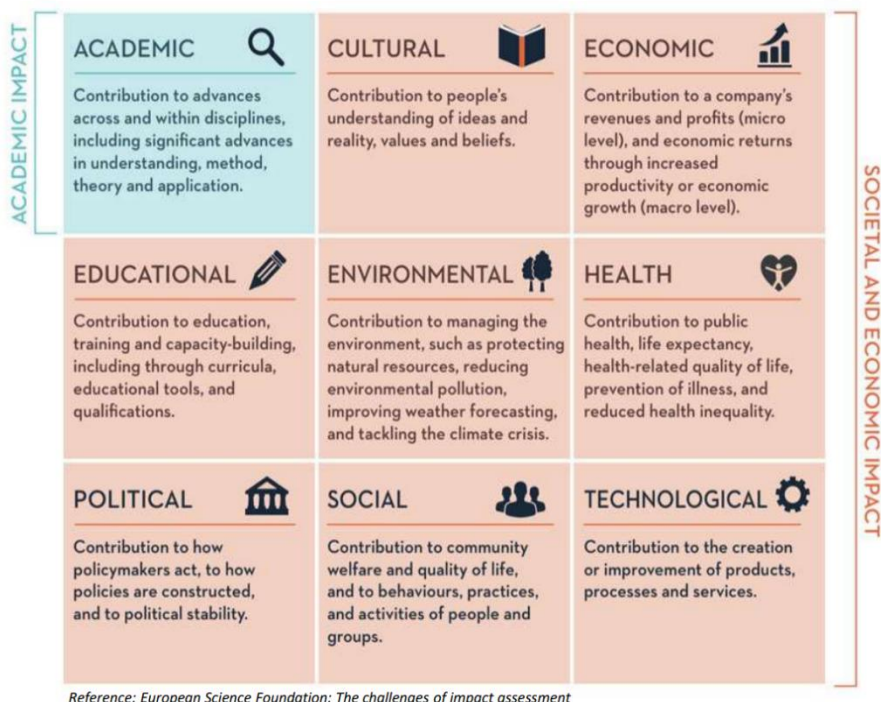 ACADEMIC IMPACT
ACADEMIC
Contribution to advances
across and within disciplines,
including significant advances
in understanding, method,
theory and application.
CULTURAL
Contribution to people's
understanding of ideas and
reality, values and beliefs.
ECONOMIC
Contribution to a company's
revenues and profits (micro
level), and economic returns
through increased
productivity or economic
growth (macro level).
EDUCATIONAL
Contribution to education,
training and capacity-building,
including through curricula,
educational tools, and
qualifications.
ENVIRONMENTAL
Contribution to managing the
environment, such as protecting
natural resources, reducing
environmental pollution,
improving weather forecasting,
and tackling the climate crisis.
HEALTH
Contribution to public
health, life expectancy,
health-related quality of life,
prevention of illness, and
reduced health inequality.
POLITICAL
Contribution to how
policymakers act, to how
policies are constructed,
and to political stability.
SOCIAL
Contribution to community
welfare and quality of life,
and to behaviours, practices,
and activities of people and
groups.
TECHNOLOGICAL
Contribution to the creation
or improvement of products,
processes and services.
SOCIETAL AND ECONOMIC IMPACT
Reference: European Science Foundation: The challenges of impact assessment